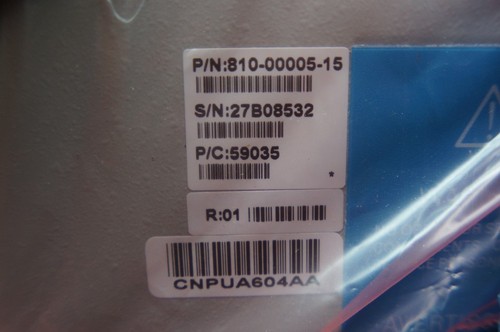 P/N:810-00005-15
S/N:27B08532
P/C:59035
*
R:01
CNPUA604AA